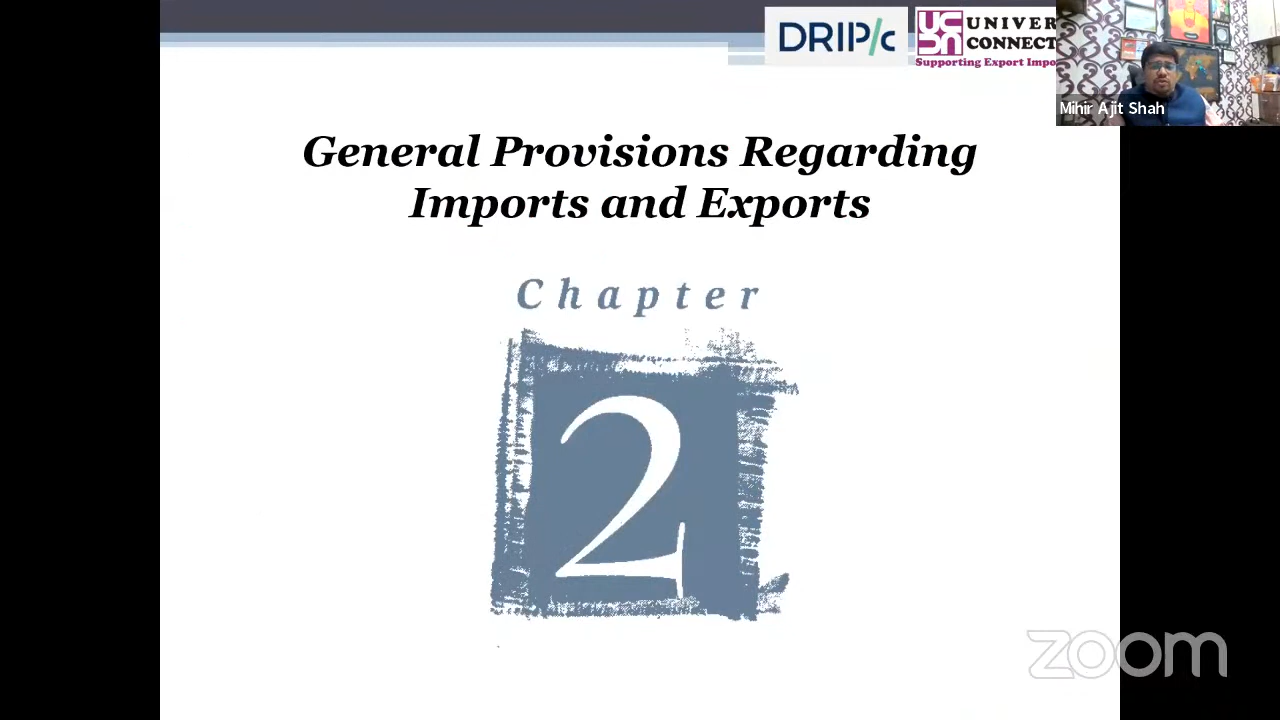 DRIP/c
UNIVER
CONNECT
Supporting Export Impo
Mihir Ajit Shah
General Provisions Regarding
Imports and Exports
Chapter
2
zoom